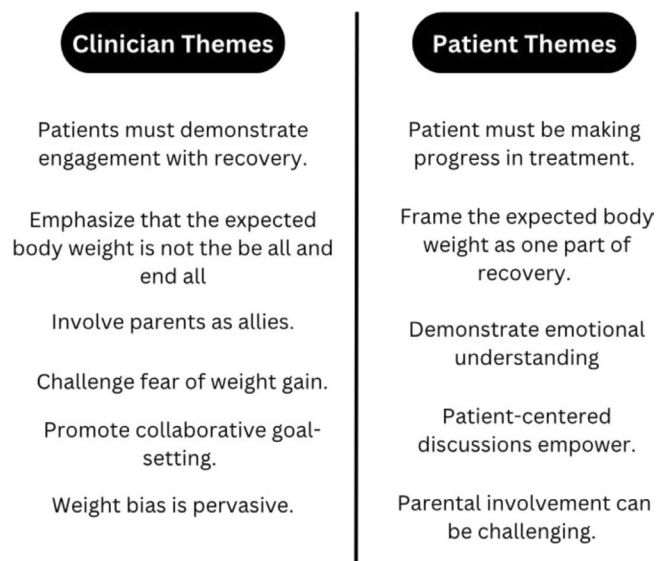 Clinician Themes
Patients must demonstrate
engagement with recovery.
Emphasize that the expected
body weight is not the be all and
end all
Involve parents as allies.
Challenge fear of weight gain.
Promote collaborative goal-
setting.
Weight bias is pervasive.
Patient Themes
Patient must be making
progress in treatment.
Frame the expected body
weight as one part of
recovery.
Demonstrate emotional
understanding
Patient-centered
discussions empower.
Parental involvement can
be challenging.